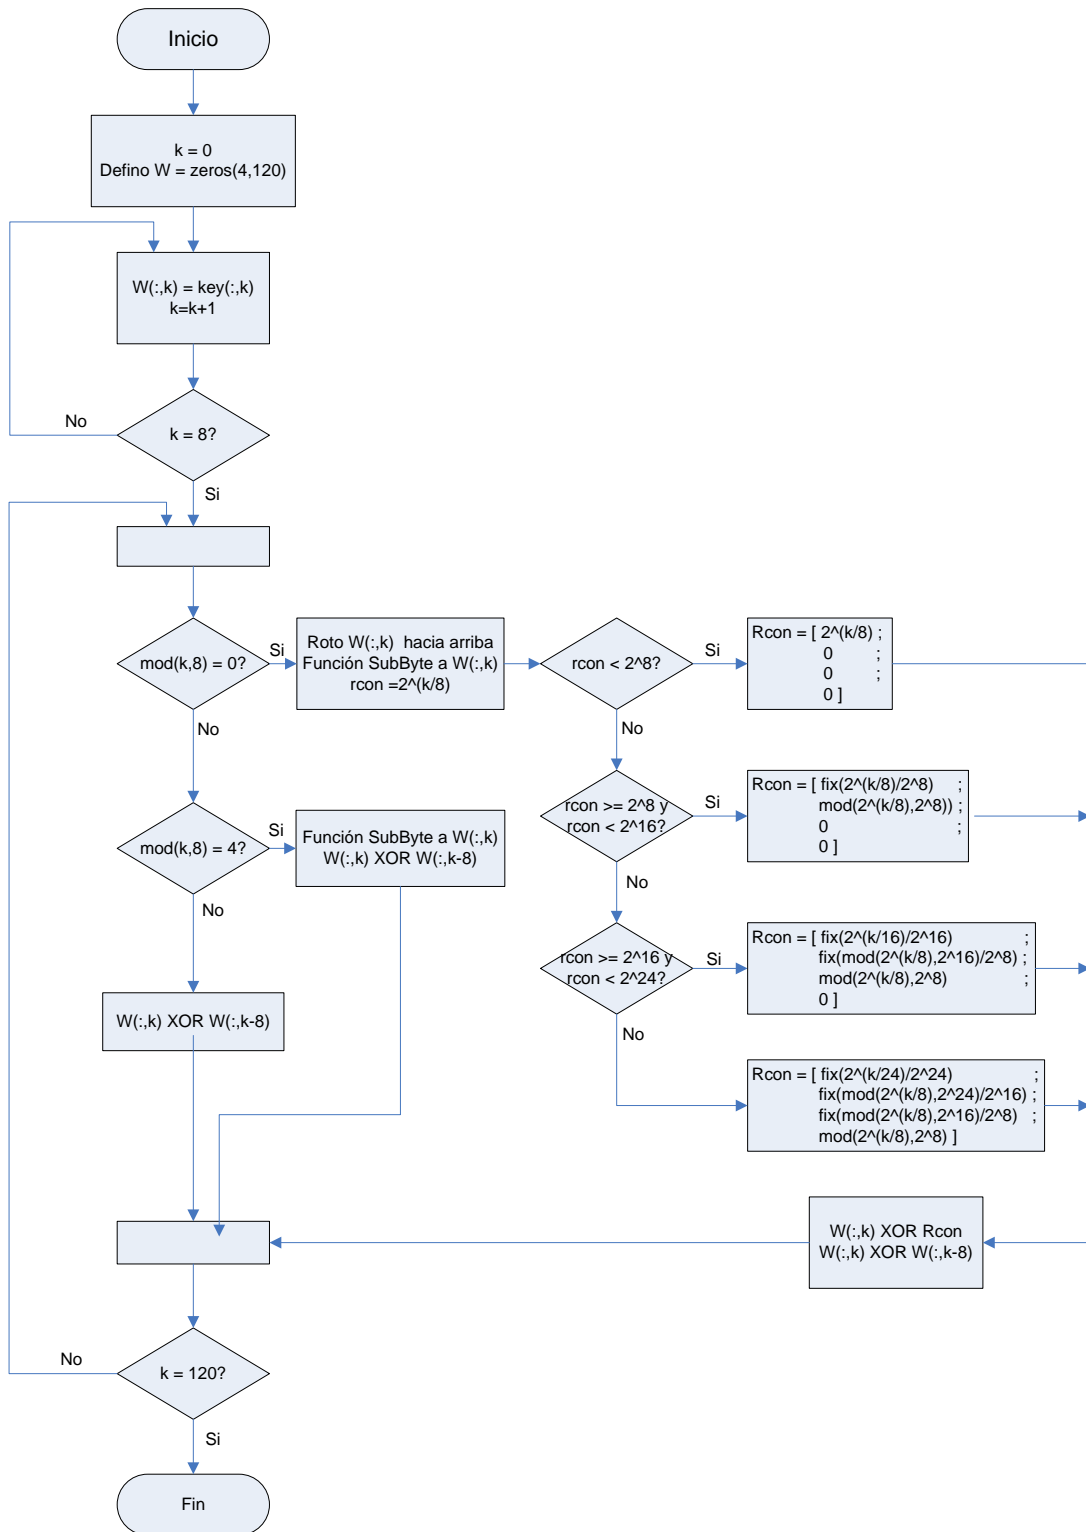 Inicio
k = 0
Defino W = zeros(4,120)
W(:,k) = key(:,k)
k=k+1
No
k = 8?
Si
mod(k,8) = 0?
Si
Roto W(:,k) hacia arriba
Función SubByte a W(:,k)
rcon =2^(k/8)
rcon < 2^8?
Si
Rcon = [ 2^(k/8) ;
0 ;
0 ;
0 ]
No
No
rcon >= 2^8 y
rcon < 2^16?
Si
Rcon = [ fix(2^(k/8)/2^8) ;
mod(2^(k/8),2^8)) ;
0 ;
0 ]
mod(k,8) = 4?
Si
Función SubByte a W(:,k)
W(:,k) XOR W(:,k-8)
No
No
rcon >= 2^16 y
rcon < 2^24?
Si
Rcon = [ fix(2^(k/16)/2^16) ;
fix(mod(2^(k/8),2^16)/2^8) ;
mod(2^(k/8),2^8) ;
0 ]
W(:,k) XOR W(:,k-8)
No
Rcon = [ fix(2^(k/24)/2^24) ;
fix(mod(2^(k/8),2^24)/2^16) ;
fix(mod(2^(k/8),2^16)/2^8) ;
mod(2^(k/8),2^8) ]
W(:,k) XOR Rcon
W(:,k) XOR W(:,k-8)
No
k = 120?
Si
Fin